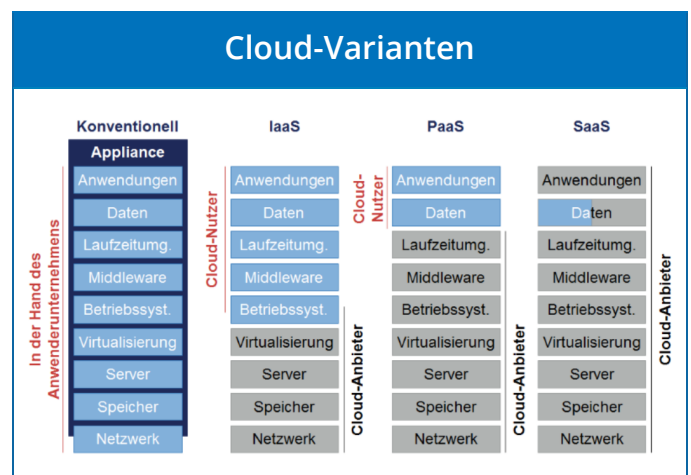 Cloud-Varianten
Konventionell
Appliance
In der Hand des
Anwenderunternehmens
Anwendungen
Daten
Laufzeitumg.
Middleware
Betriebssyst.
Virtualisierung
Server
Speicher
Netzwerk
IaaS
Cloud-Nutzer
Anwendungen
Daten
Laufzeitumg.
Middleware
Betriebssyst.
Virtualisierung
Server
Speicher
Netzwerk
Cloud-Anbieter
PaaS
Cloud-
Nutzer
Anwendungen
Daten
Laufzeitumg.
Middleware
Betriebssyst.
Virtualisierung
Server
Speicher
Netzwerk
Cloud-Anbieter
SaaS
Anwendungen
Daten
Laufzeitumg.
Middleware
Betriebssyst.
Virtualisierung
Server
Speicher
Netzwerk
Cloud-Anbieter